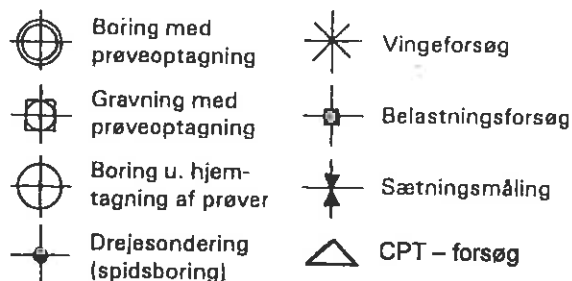 Boring med
prøveoptagning
Gravning med
prøveoptagning
Boring u. hjem-
tagning af prøver
Drejesondering
(spidsboring)
Vingeforsøg
Belastningsforsøg
Sætningsmåling
CPT – forsøg